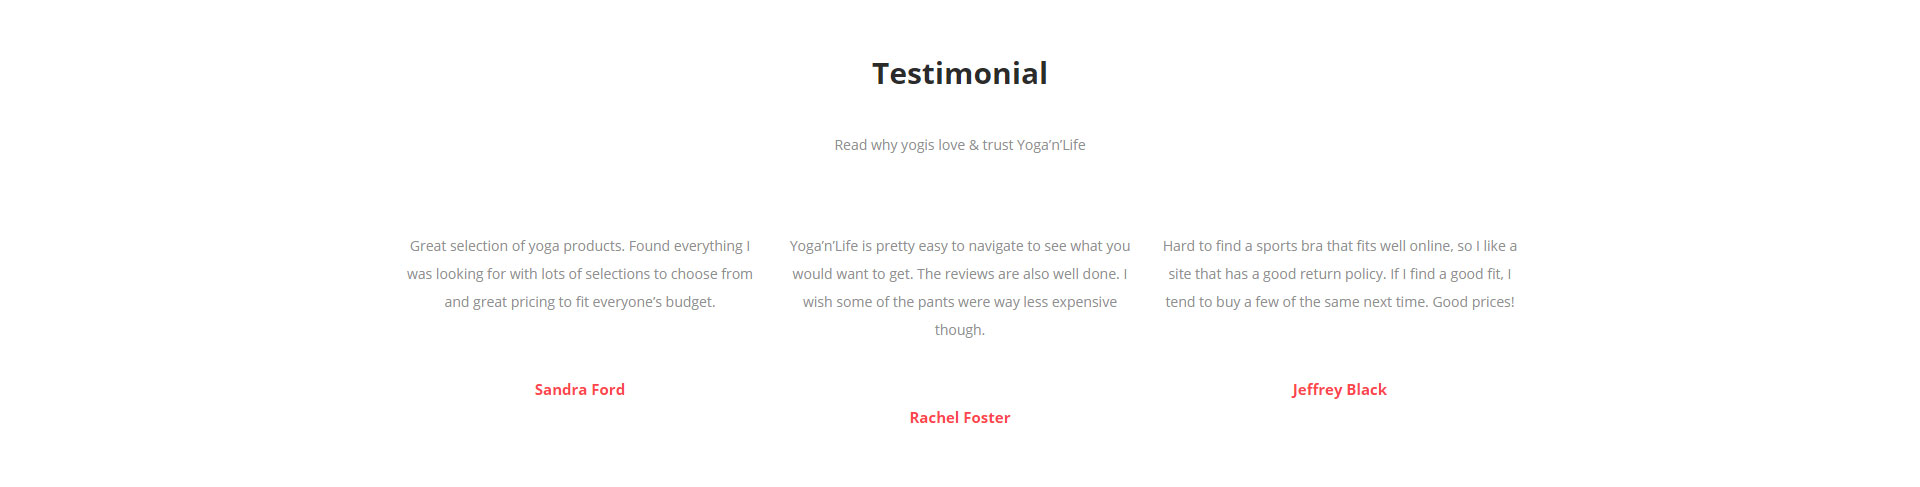 Testimonial
Read why yogis love & trust Yoga’n’Life
Great selection of yoga products. Found everything I
was looking for with lots of selections to choose from
and great pricing to fit everyone’s budget.
Sandra Ford
Yoga’n’Life is pretty easy to navigate to see what you
would want to get. The reviews are also well done. I
wish some of the pants were way less expensive
though.
Rachel Foster
Hard to find a sports bra that fits well online, so I like a
site that has a good return policy. If I find a good fit, I
tend to buy a few of the same next time. Good prices!
Jeffrey Black